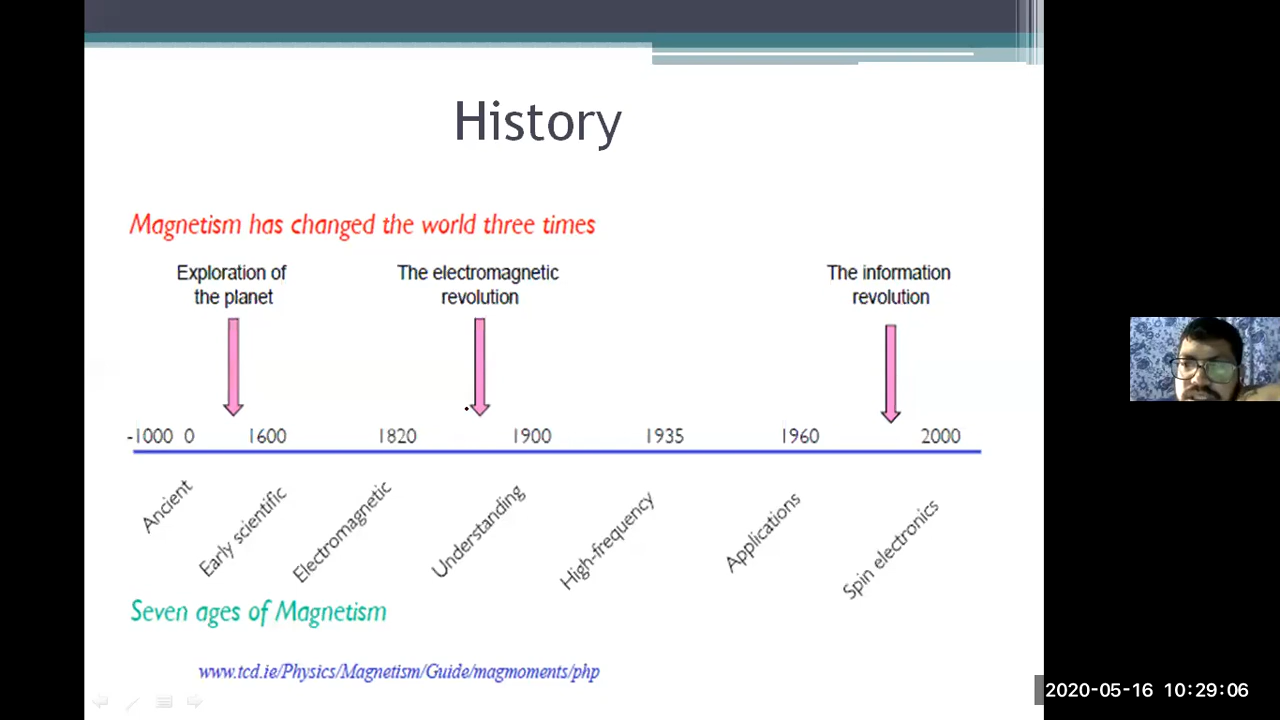 History
Magnetism has changed the world three times
Exploration of
the planet
The electromagnetic
revolution
The information
revolution
-1000 0 1600 1820 1900 1935 1960 2000
Ancient
Early scientific
Electromagnetic
Understanding
High-frequency
Applications
Spin electronics
Seven ages of Magnetism
www.tcd.ie/Physics/Magnetism/Guide/magmoments/php
2020-05-16 10:29:06